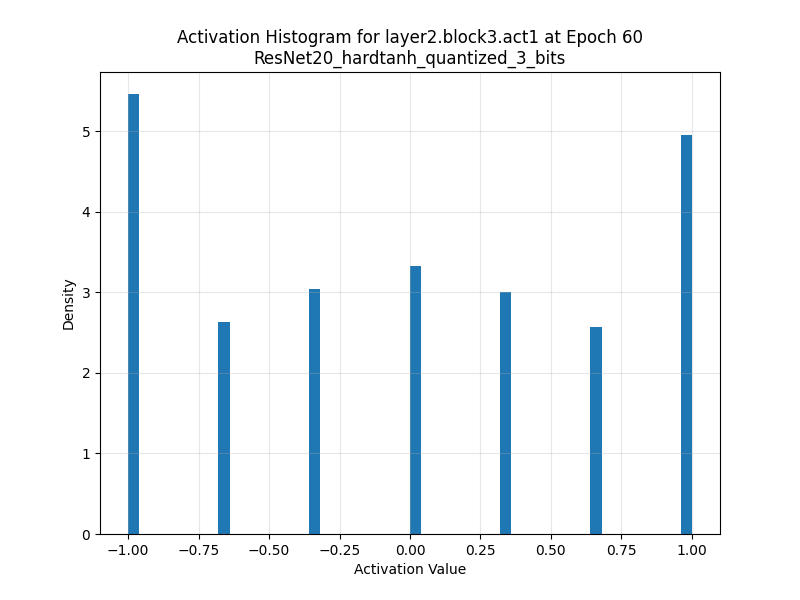 Activation Histogram for layer2.block3.act1 at Epoch 60
ResNet20_hardtanh_quantized_3_bits
Density
5
4
3
2
1
0
−1.00 −0.75 −0.50 −0.25 0.00 0.25 0.50 0.75 1.00
Activation Value